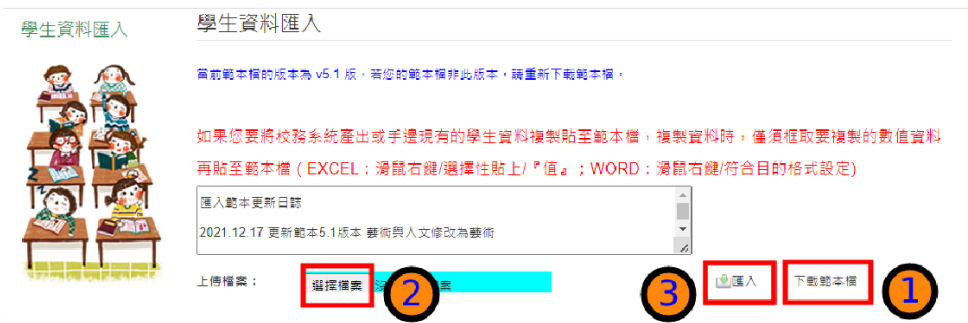 學生資料匯入
學生資料匯入
當前範本檔的版本為 v5.1 版，若您的範本檔非此版本，請重新下載範本檔。
如果您要將校務系統產出或手邊現有的學生資料複製貼至範本檔，複製資料時，僅須框取要複製的數值資料
再貼至範本檔 ( EXCEL：滑鼠右鍵/選擇性貼上/『值』；WORD：滑鼠右鍵/符合目的格式設定)
匯入範本更新日誌
2021.12.17 更新範本5.1版本 藝術與人文修改為藝術
上傳檔案： 選擇檔案 2 案 3 匯入 下載範本檔 1